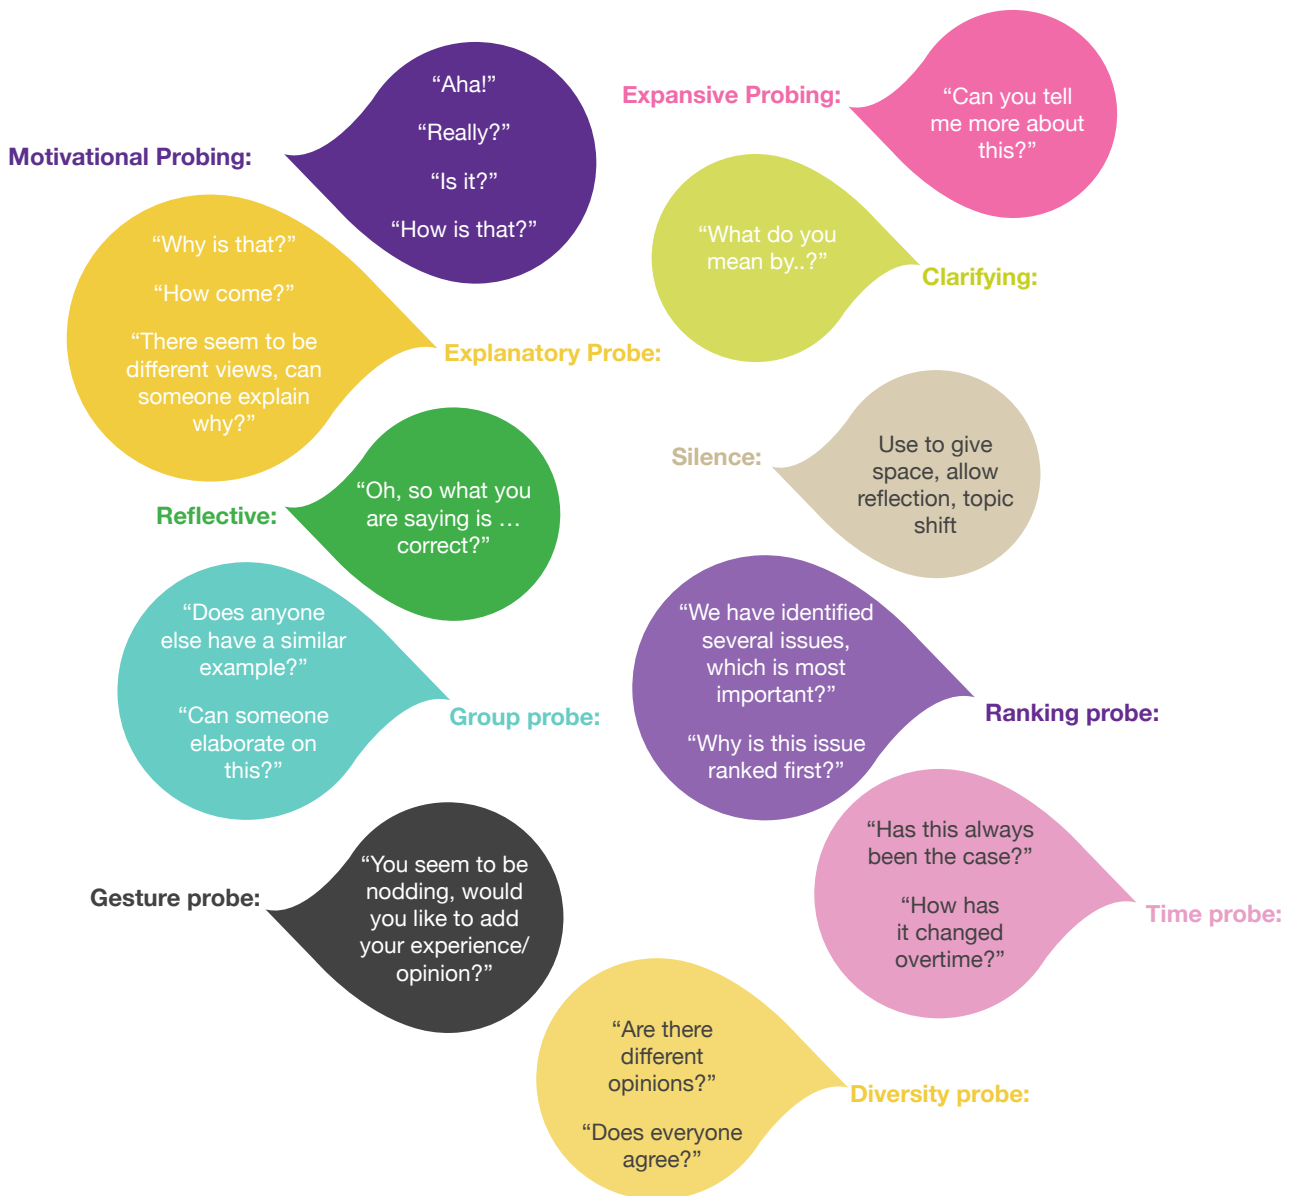 Motivational Probing:
“Aha!”
“Really?”
“Is it?”
“How is that?”
Expansive Probing:
“Can you tell
me more about
this?”
“Why is that?”
“How come?”
“There seem to be
different views, can
someone explain
why?”
Explanatory Probe:
“What do you
mean by..?”
Clarifying:
Reflective:
“Oh, so what you
are saying is …
correct?”
Silence:
Use to give
space, allow
reflection, topic
shift
“Does anyone
else have a similar
example?”
“Can someone
elaborate on
this?”
Group probe:
“We have identified
several issues,
which is most
important?”
“Why is this issue
ranked first?”
Ranking probe:
Gesture probe:
“You seem to be
nodding, would
you like to add
your experience/
opinion?”
“Has this always
been the case?”
“How has
it changed
overtime?”
Time probe:
“Are there
different
opinions?”
“Does everyone
agree?”
Diversity probe: